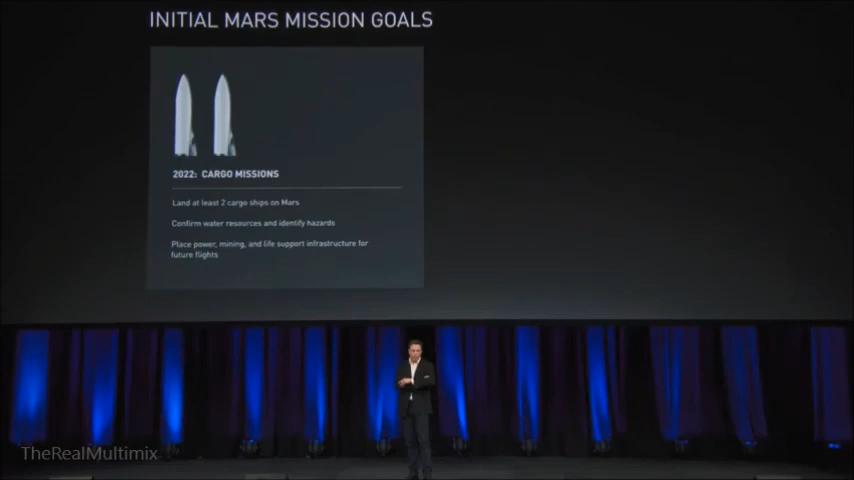 INITIAL MARS MISSION GOALS
2022: CARGO MISSIONS
Land at least 2 cargo ships on Mars
Confirm water resources and identify hazards
Place power, mining, and life support infrastructure for
future flights
TheRealMultimix